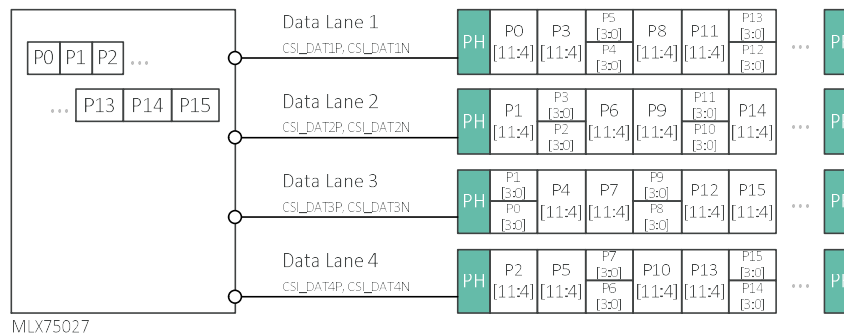 P0 P1 P2 ...
... P13 P14 P15
MLX75027
Data Lane 1
CSI_DAT1P, CSI_DAT1N
PH P0 [11:4] P3 [11:4] P5 [3:0] P4 [3:0] P8 [11:4] P11 [11:4] P13 [3:0] P12 [3:0] ...
Data Lane 2
CSI_DAT2P, CSI_DAT2N
PH P1 [11:4] P3 [3:0] P2 [3:0] P6 [11:4] P9 [11:4] P11 [3:0] P10 [3:0] P14 [11:4] ...
Data Lane 3
CSI_DAT3P, CSI_DAT3N
PH P1 [3:0] P0 [3:0] P4 [11:4] P7 [11:4] P9 [3:0] P8 [3:0] P12 [11:4] P15 [11:4] ...
Data Lane 4
CSI_DAT4P, CSI_DAT4N
PH P2 [11:4] P5 [11:4] P7 [3:0] P6 [3:0] P10 [11:4] P13 [11:4] P15 [3:0] P14 [3:0] ...